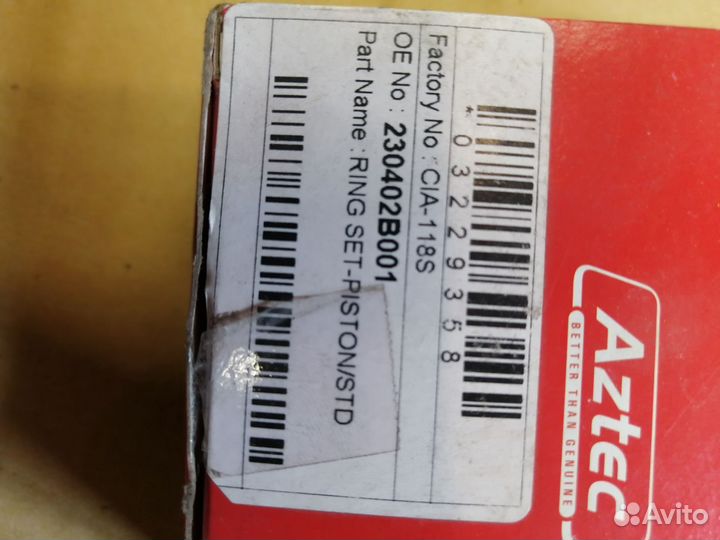 Aztec
BETTER THAN GENUINE
* 0 3 2 2 9 3 5 8
Factory No : CIA-118S
OE No : 230402B001
Part Name : RING SET-PISTON/STD
Avito